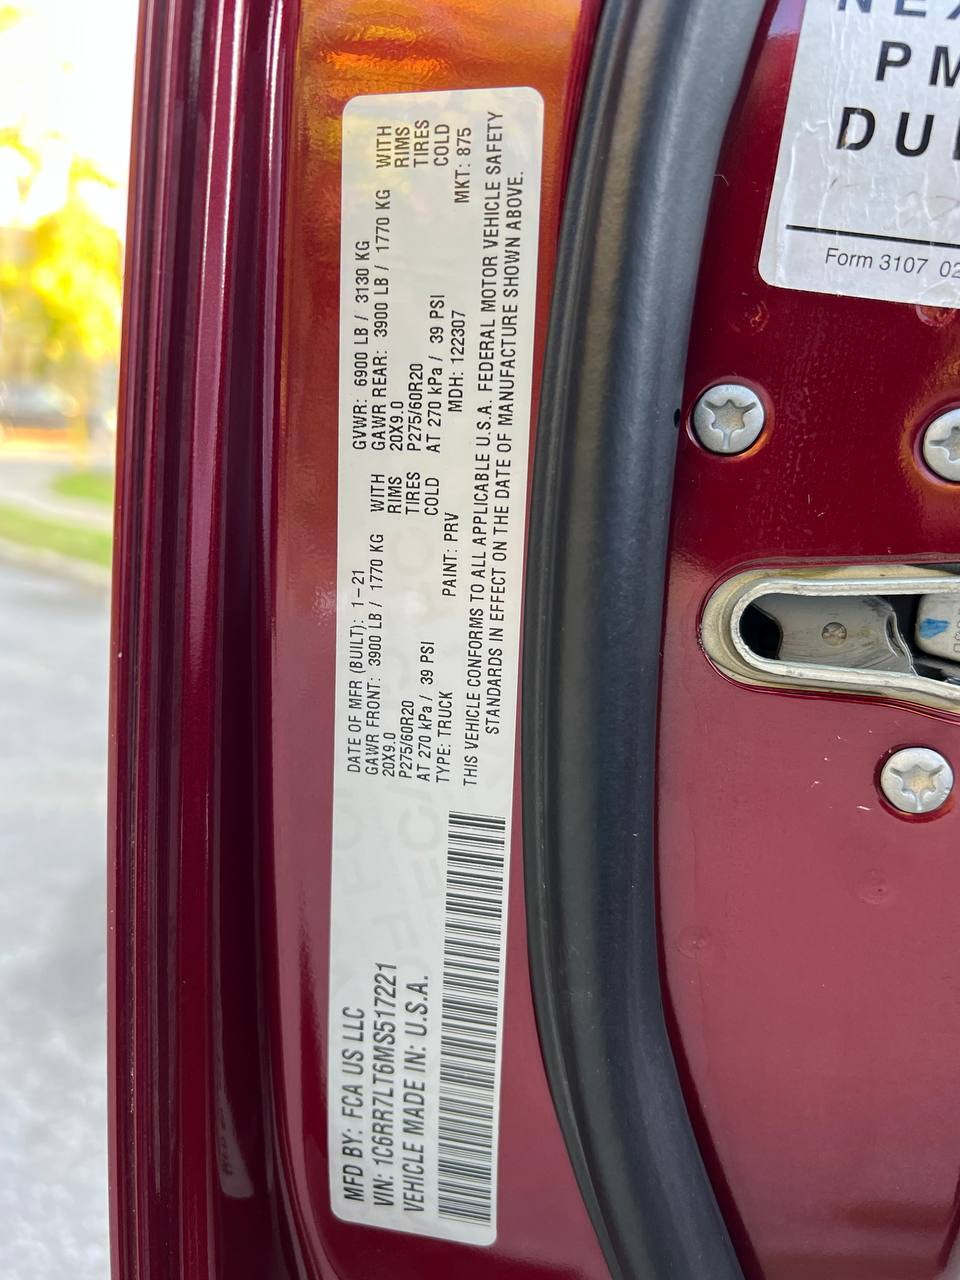 MFD BY: FCA US LLC
VIN: 1C6RR7LT6MS517221
VEHICLE MADE IN: U.S.A.
DATE OF MFR (BUILT): 1-21
GVWR: 6900 LB / 3130 KG
GAWR FRONT: 3900 LB / 1770 KG WITH
20X9.0 RIMS
P275/60R20 TIRES
AT 270 kPa / 39 PSI COLD
GAWR REAR: 3900 LB / 1770 KG WITH
20X9.0 RIMS
P275/60R20 TIRES
AT 270 kPa / 39 PSI COLD
TYPE: TRUCK PAINT: PRV MDH: 122307 MKT: 875
THIS VEHICLE CONFORMS TO ALL APPLICABLE U.S.A. FEDERAL MOTOR VEHICLE SAFETY
STANDARDS IN EFFECT ON THE DATE OF MANUFACTURE SHOWN ABOVE.
Form 3107 02